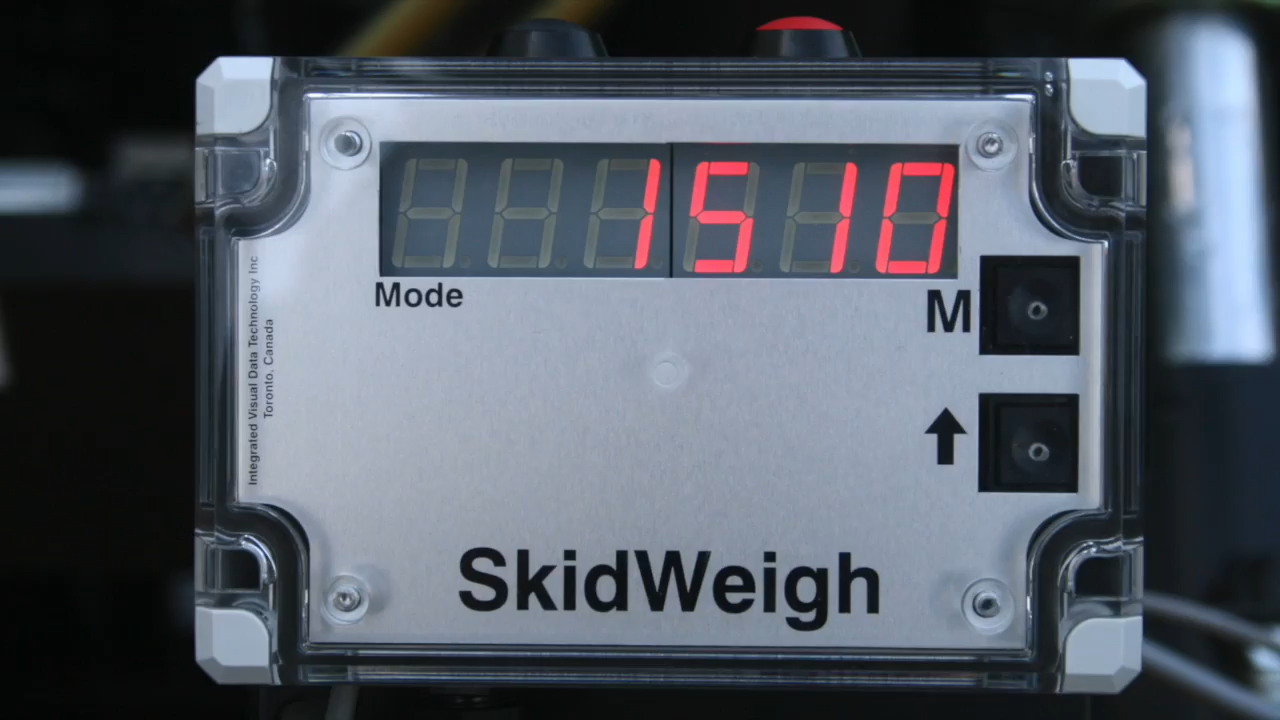 1510
Mode
M
Integrated Visual Data Technology Inc
Toronto, Canada
SkidWeigh